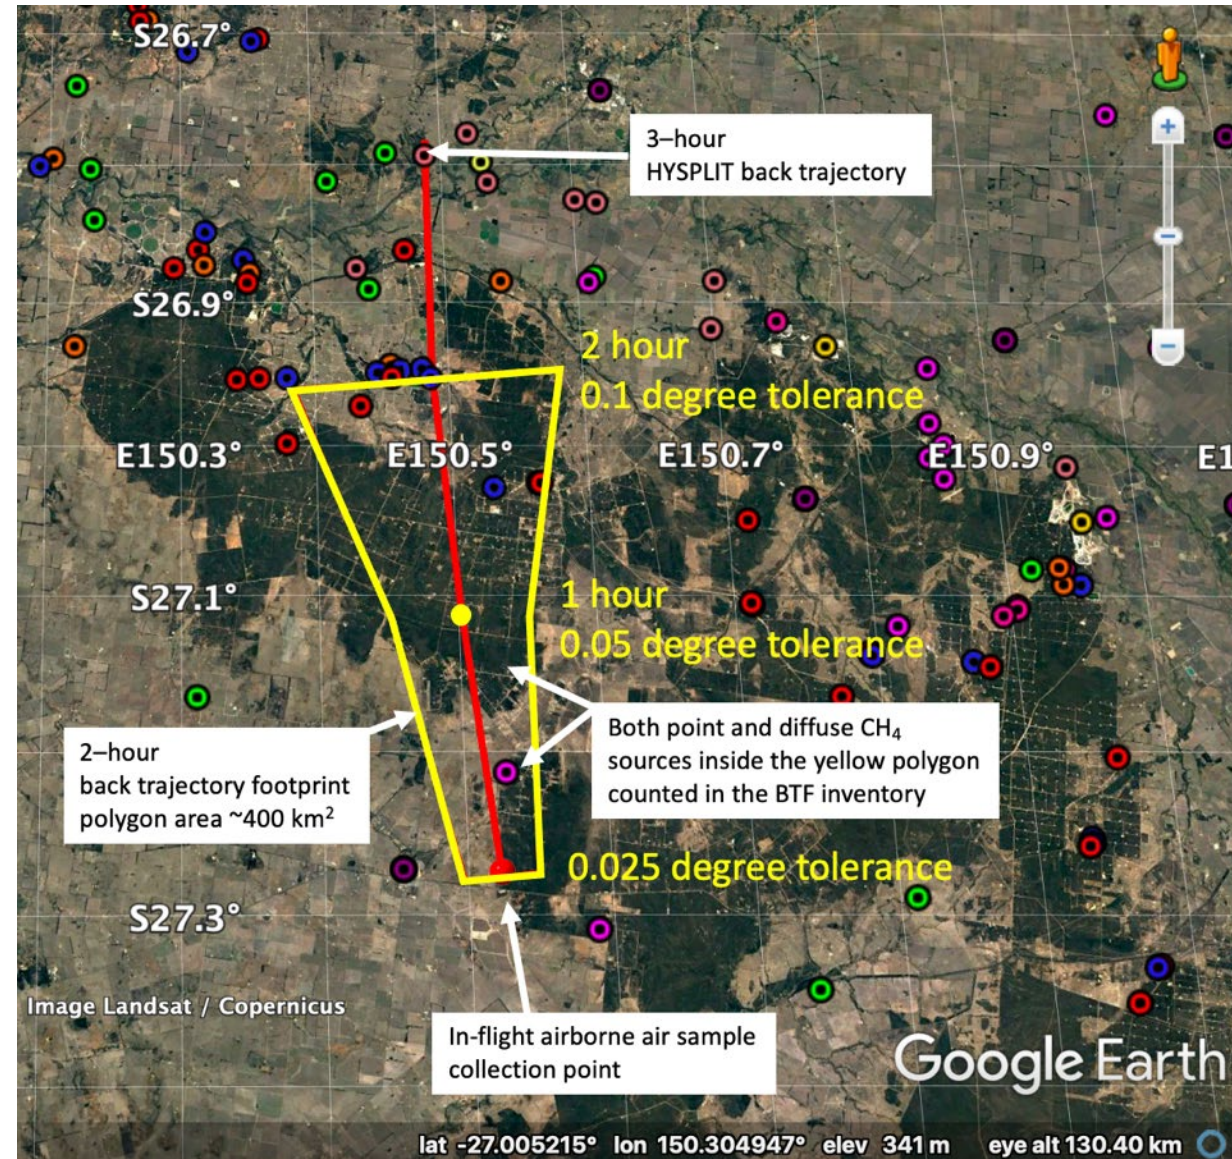 S26.7°
3–hour
HYSPLIT back trajectory
S26.9°
2 hour
0.1 degree tolerance
E150.3°
E150.5°
E150.7°
E150.9°
E1
S27.1°
1 hour
0.05 degree tolerance
2–hour
back trajectory footprint
polygon area ~400 km²
Both point and diffuse CH₄
sources inside the yellow polygon
counted in the BTF inventory
0.025 degree tolerance
S27.3°
Image Landsat / Copernicus
In-flight airborne air sample
collection point
Google Earth
lat -27.005215° lon 150.304947° elev 341 m eye alt 130.40 km